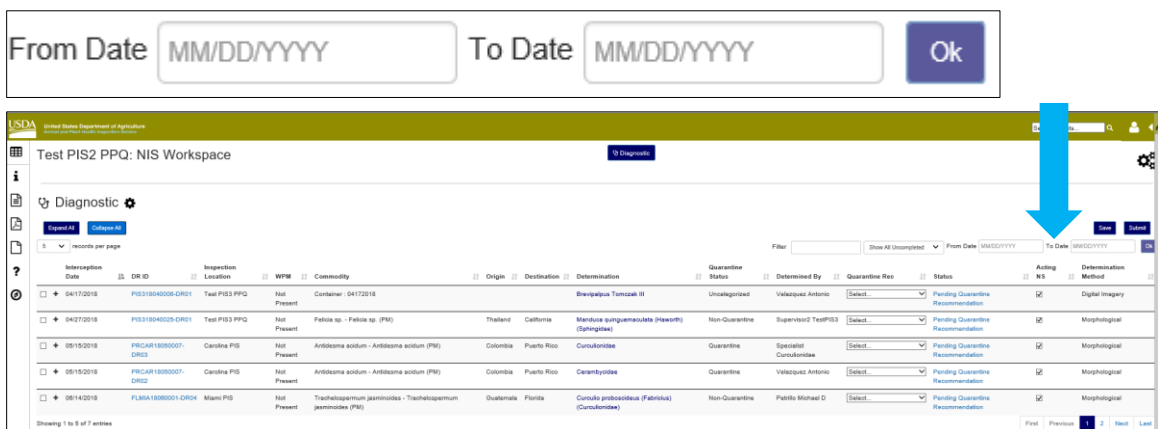 From Date MM/DD/YYYY To Date MM/DD/YYYY Ok
USDA United States Department of Agriculture
Animal and Plant Health Inspection Service
Test PIS2 PPQ: NIS Workspace Diagnostic
Diagnostic
Expand All Collapse All Save Submit
5 records per page Filter Show All Uncompleted From Date MM/DD/YYYY To Date MM/DD/YYYY Ok
Interception Date DR ID Inspection Location WPM Commodity Origin Destination Determination Quarantine Status Determined By Quarantine Rec Status Acting NS Determination Method
04/17/2018 PIS318040006-DR01 Test PIS3 PPQ Not Present Container : 04172018 Brevipalpus Tomczak III Uncategorized Velazquez Antonio Select... Pending Quarantine Recommendation Digital Imagery
04/27/2018 PIS318040025-DR01 Test PIS3 PPQ Not Present Felicia sp. - Felicia sp. (PM) Thailand California Manduca quinquemaculata (Haworth) (Sphingidae) Non-Quarantine Supervisor2 TestPIS3 Select... Pending Quarantine Recommendation Morphological
05/15/2018 PRCAR18050007-DR03 Carolina PIS Not Present Antidesma acidum - Antidesma acidum (PM) Colombia Puerto Rico Curculionidae Quarantine Specialist Curculionidae Select... Pending Quarantine Recommendation Morphological
05/15/2018 PRCAR18050007-DR02 Carolina PIS Not Present Antidesma acidum - Antidesma acidum (PM) Colombia Puerto Rico Cerambycidae Quarantine Velazquez Antonio Select... Pending Quarantine Recommendation Morphological
06/14/2018 FLMIA18060001-DR04 Miami PIS Not Present Trachelospermum jasminoides - Trachelospermum jasminoides (PM) Guatemala Florida Curculio proboscideus (Fabricius) (Curculionidae) Non-Quarantine Patrillo Michael D Select... Pending Quarantine Recommendation Morphological
Showing 1 to 5 of 7 entries First Previous 1 2 Next Last